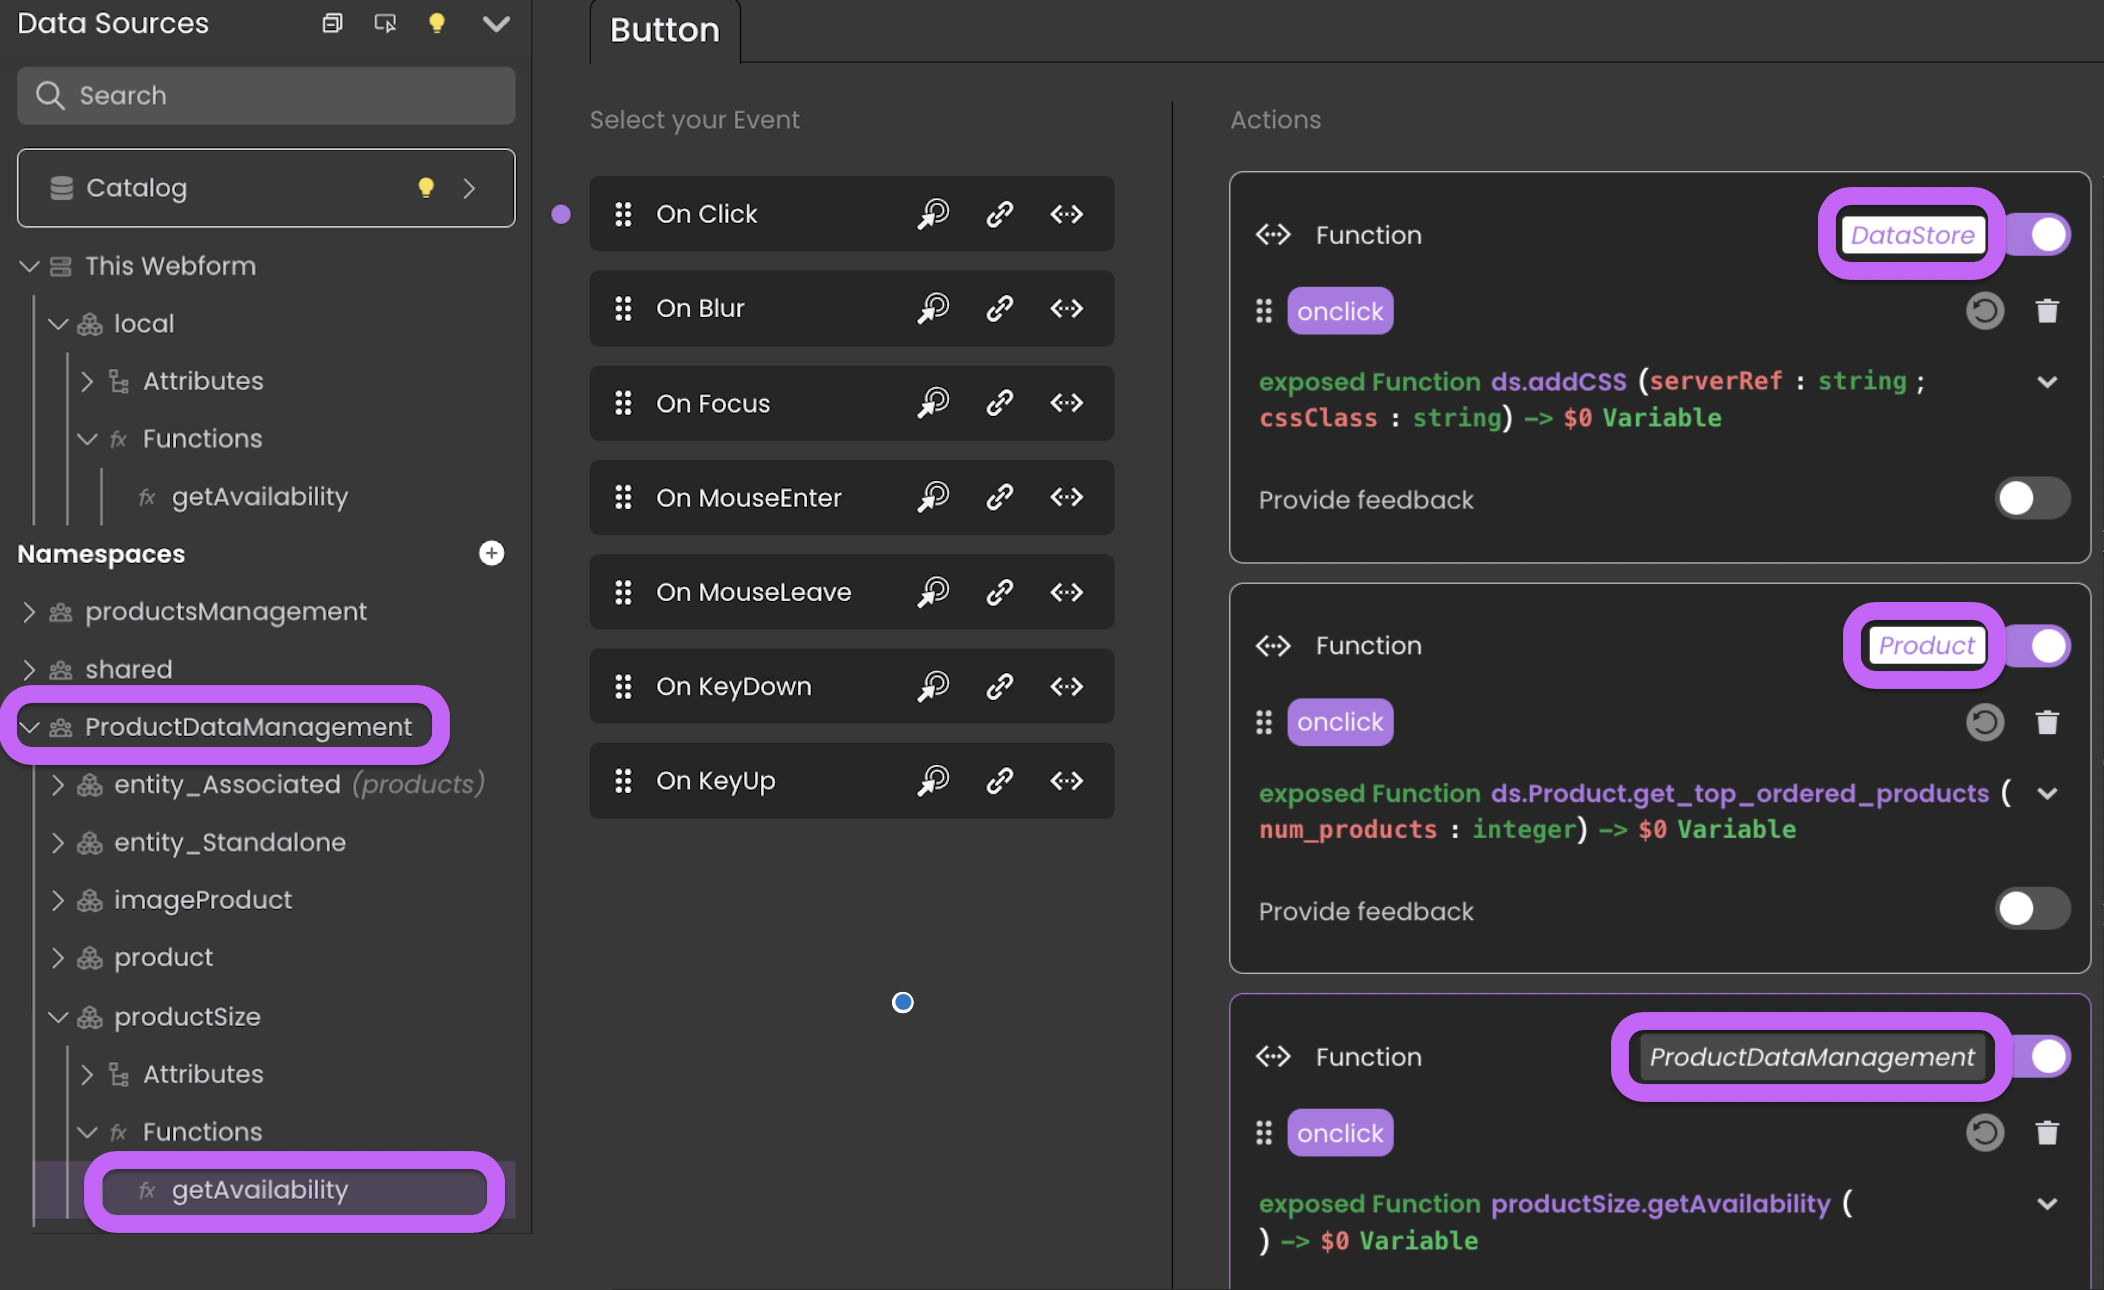 Data Sources
Search
Catalog
This Webform
local
Attributes
fx Functions
fx getAvailability
Namespaces
productsManagement
shared
ProductDataManagement
entity_Associated (products)
entity_Standalone
imageProduct
product
productSize
Attributes
fx Functions
fx getAvailability
Button
Select your Event
On Click
On Blur
On Focus
On MouseEnter
On MouseLeave
On KeyDown
On KeyUp
Actions
Function DataStore
onclick
exposed Function ds.addCSS (serverRef : string ;
cssClass : string) -> $0 Variable
Provide feedback
Function Product
onclick
exposed Function ds.Product.get_top_ordered_products (
num_products : integer) -> $0 Variable
Provide feedback
Function ProductDataManagement
onclick
exposed Function productSize.getAvailability (
) -> $0 Variable